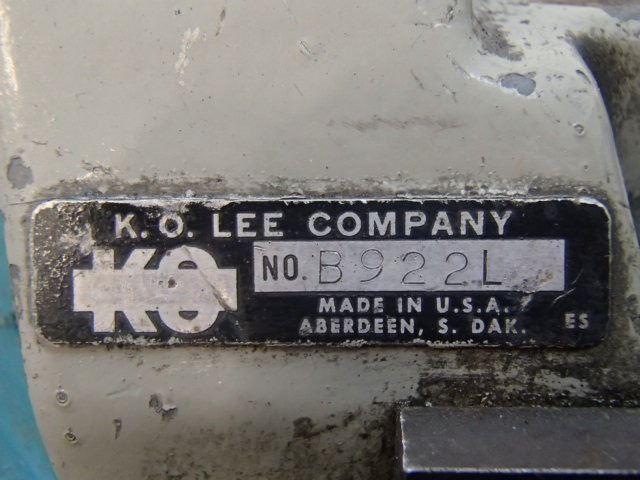 K. O. LEE COMPANY
KO
NO. B922L
MADE IN U.S.A.
ABERDEEN, S. DAK.
ES